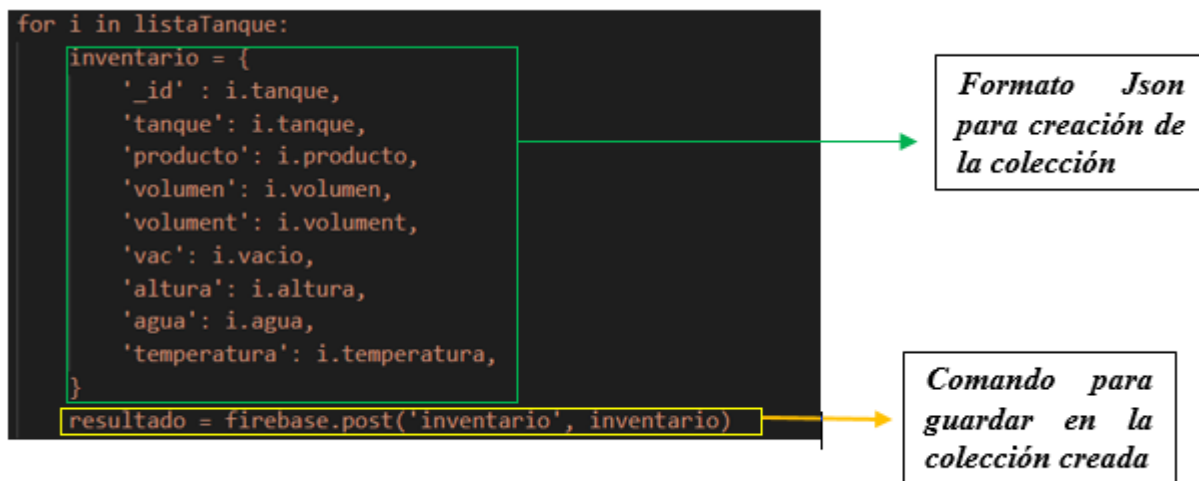 for i in listaTanque:
inventario = {
'_id' : i.tanque,
'tanque': i.tanque,
'producto': i.producto,
'volumen': i.volumen,
'volument': i.volument,
'vac': i.vacio,
'altura': i.altura,
'agua': i.agua,
'temperatura': i.temperatura,
}
resultado = firebase.post('inventario', inventario)
Formato Json
para creación de
la colección
Comando para
guardar en la
colección creada